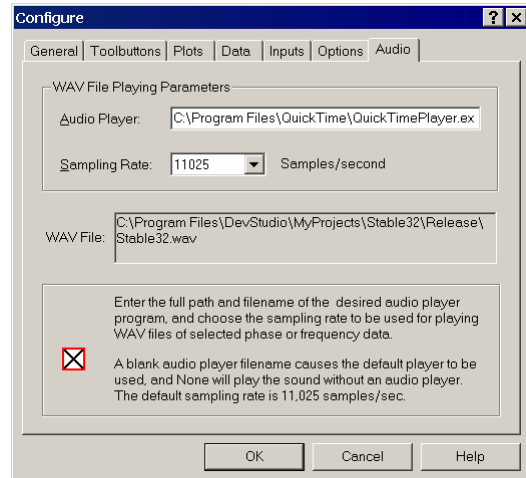 Configure
General Toolbuttons Plots Data Inputs Options Audio
WAV File Playing Parameters
Audio Player: C:\Program Files\QuickTime\QuickTimePlayer.ex
Sampling Rate: 11025 Samples/second
WAV File: C:\Program Files\DevStudio\MyProjects\Stable32\Release\
Stable32.wav
Enter the full path and filename of the desired audio player
program, and choose the sampling rate to be used for playing
WAV files of selected phase or frequency data.
A blank audio player filename causes the default player to be
used, and None will play the sound without an audio player.
The default sampling rate is 11,025 samples/sec.
OK Cancel Help